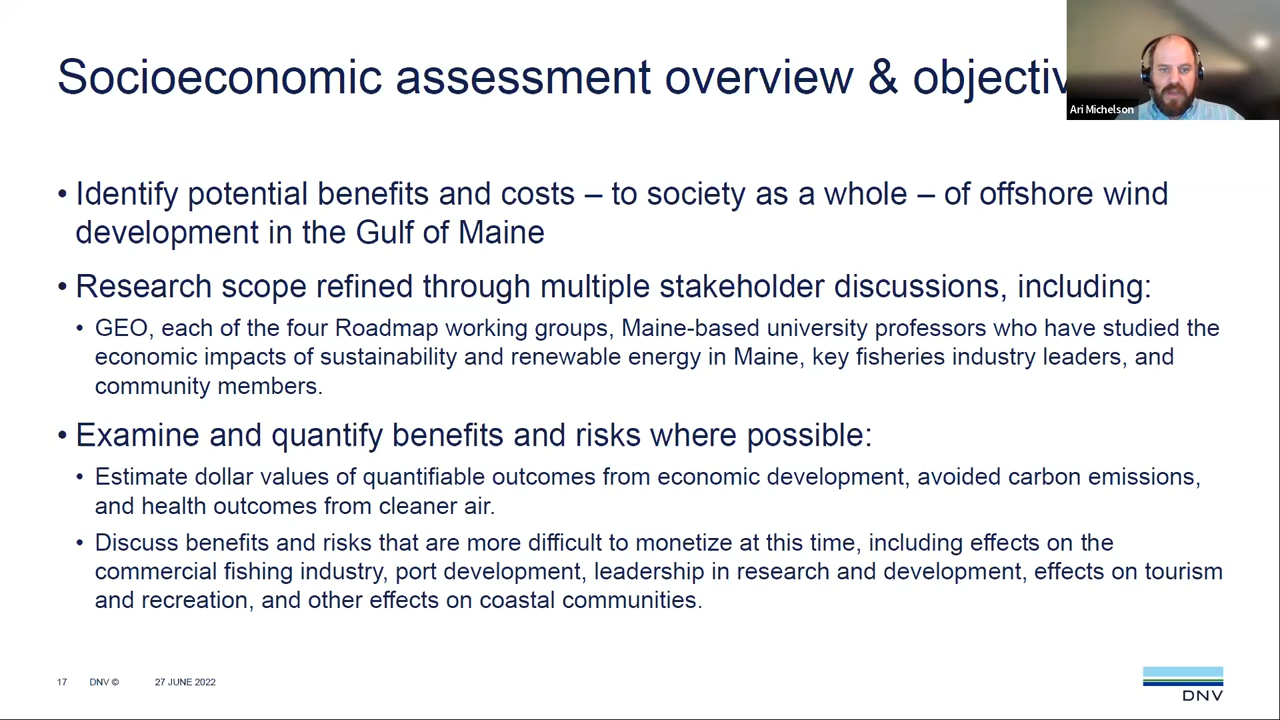 Socioeconomic assessment overview & objectiv
Ari Michelson
• Identify potential benefits and costs – to society as a whole – of offshore wind
development in the Gulf of Maine
• Research scope refined through multiple stakeholder discussions, including:
• GEO, each of the four Roadmap working groups, Maine-based university professors who have studied the
economic impacts of sustainability and renewable energy in Maine, key fisheries industry leaders, and
community members.
• Examine and quantify benefits and risks where possible:
• Estimate dollar values of quantifiable outcomes from economic development, avoided carbon emissions,
and health outcomes from cleaner air.
• Discuss benefits and risks that are more difficult to monetize at this time, including effects on the
commercial fishing industry, port development, leadership in research and development, effects on tourism
and recreation, and other effects on coastal communities.
17 DNV © 27 JUNE 2022
DNV